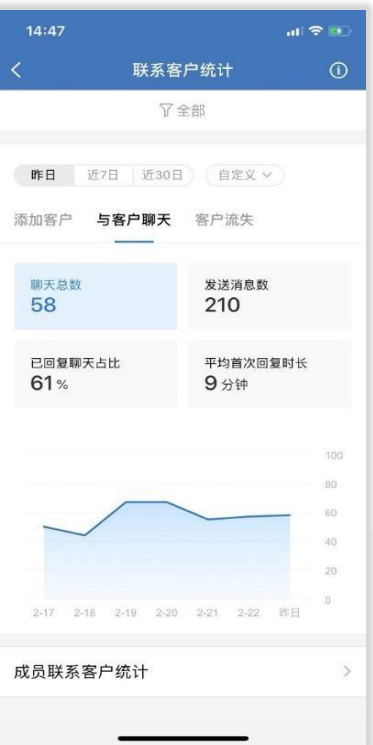 14:47
联系客户统计
全部
昨日 近7日 近30日 自定义
添加客户 与客户聊天 客户流失
聊天总数 发送消息数
58 210
已回复聊天占比 平均首次回复时长
61% 9分钟
100
80
60
40
20
0
2-17 2-18 2-19 2-20 2-21 2-22 昨日
成员联系客户统计